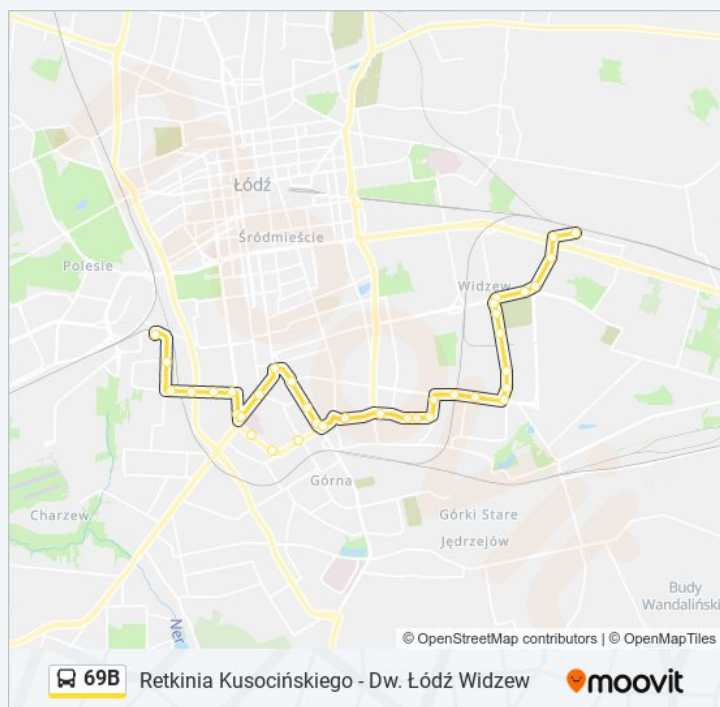 Łódź
Śródmieście
Polesie
Widzew
Górna
Charzew
Górki Stare
Jędrzejów
Budy
Wandaliński
Ner
© OpenStreetMap contributors | © OpenMapTiles
69B Retkinia Kusocińskiego - Dw. Łódź Widzew moovit